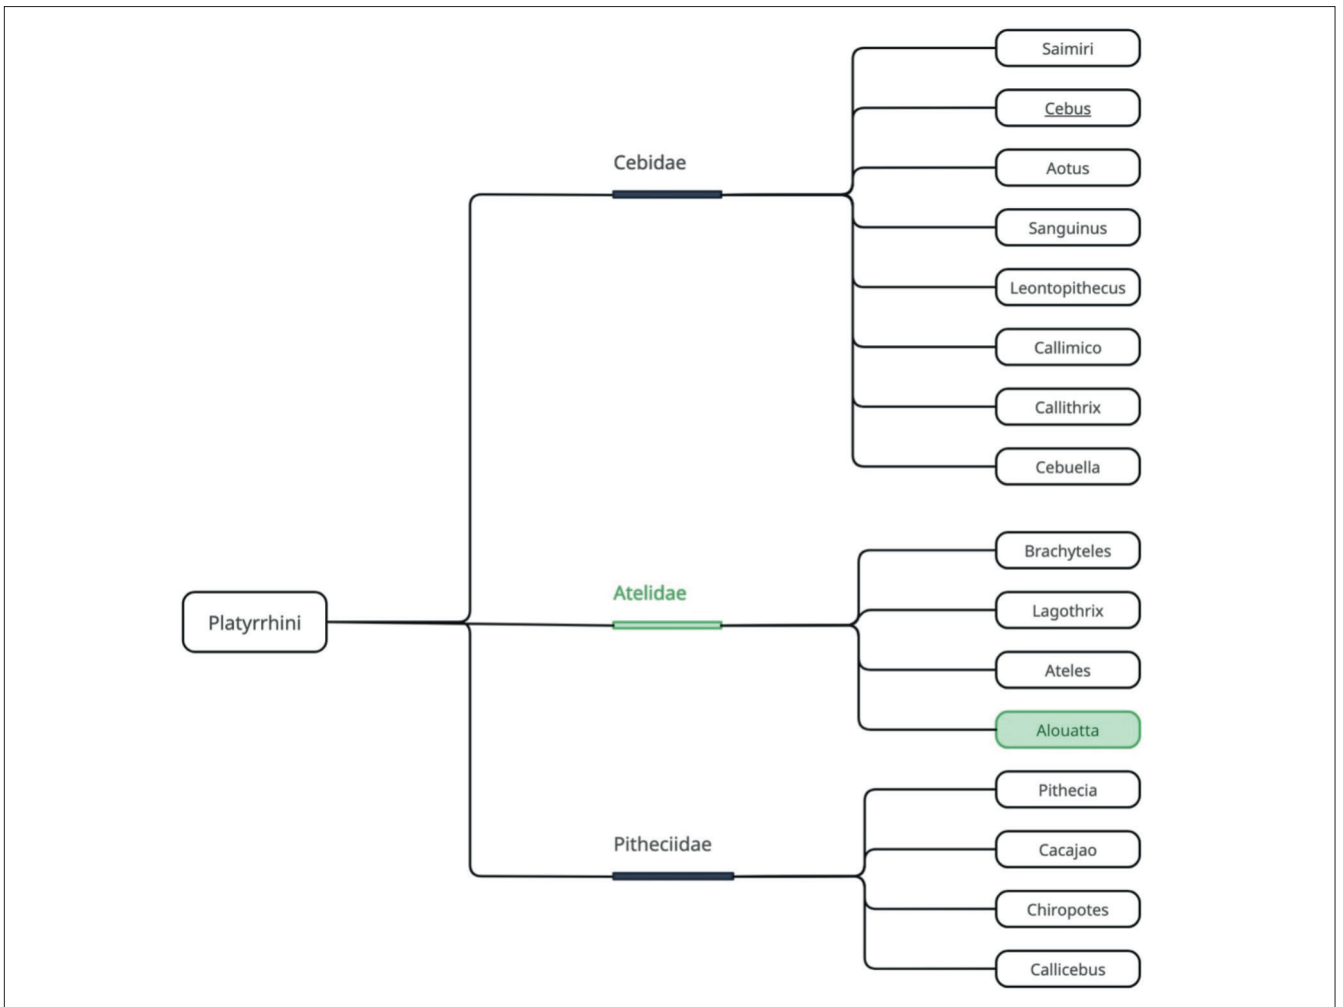 Platyrrhini
Cebidae
Saimiri
Cebus
Aotus
Sanguinus
Leontopithecus
Callimico
Callithrix
Cebuella
Atelidae
Brachyteles
Lagothrix
Ateles
Alouatta
Pitheciidae
Pithecia
Cacajao
Chiropotes
Callicebus